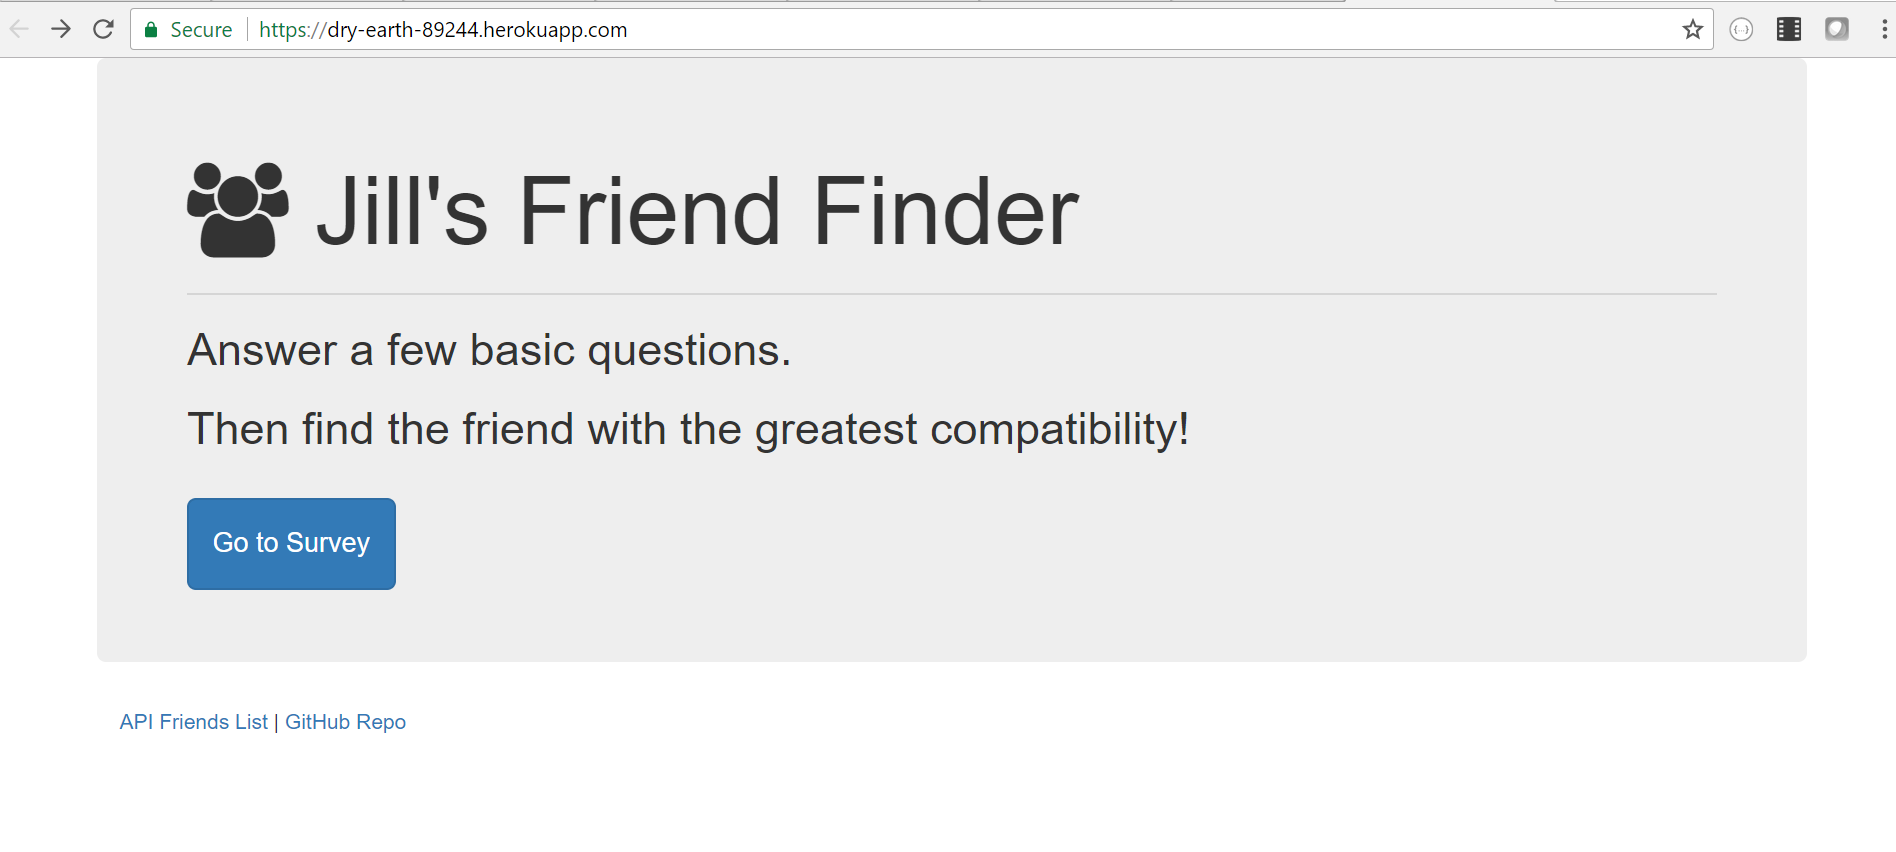 Secure https://dry-earth-89244.herokuapp.com
Jill's Friend Finder
Answer a few basic questions.
Then find the friend with the greatest compatibility!
Go to Survey
API Friends List | GitHub Repo